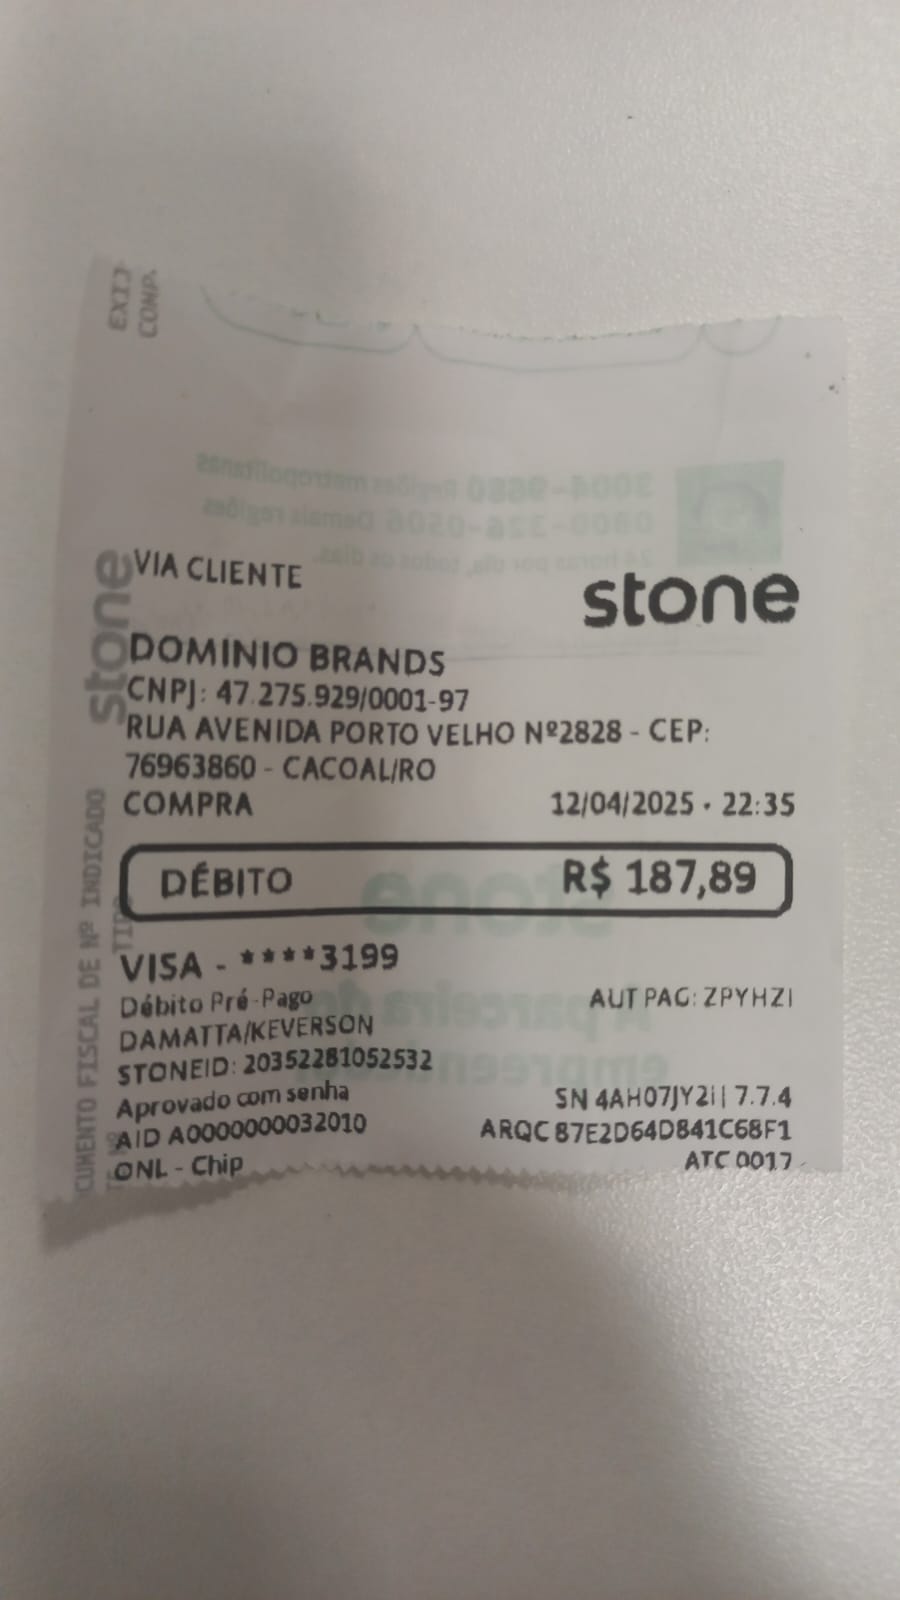 EXIJ
COMP.
3004-9680 Regiões metropolitanas
0800-326-0506 Demais regiões
24 horas por dia, todos os dias.
VIA CLIENTE
stone
stone
DOMINIO BRANDS
CNPJ: 47.275.929/0001-97
RUA AVENIDA PORTO VELHO Nº2828 - CEP:
76963860 - CACOAL/RO
COMPRA 12/04/2025 · 22:35
DÉBITO R$ 187,89
stone
VISA - ****3199
Débito Pré-Pago AUT PAG: ZPYHZI
A parceira do
DAMATTA/KEVERSON
STONEID: 20352281052532
Aprovado com senha SN 4AH07JY2|| 7.7.4
AID A0000000032010 ARQC 87E2D64D841C68F1
ONL - Chip ATC 0017
CUMENTO FISCAL DE Nº INDICADO